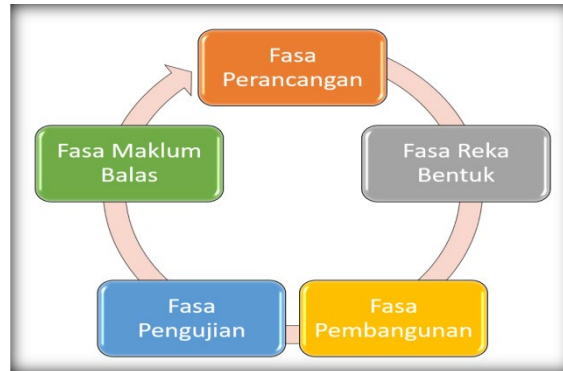 Fasa
Perancangan
Fasa Reka
Bentuk
Fasa
Pembangunan
Fasa
Pengujian
Fasa Maklum
Balas